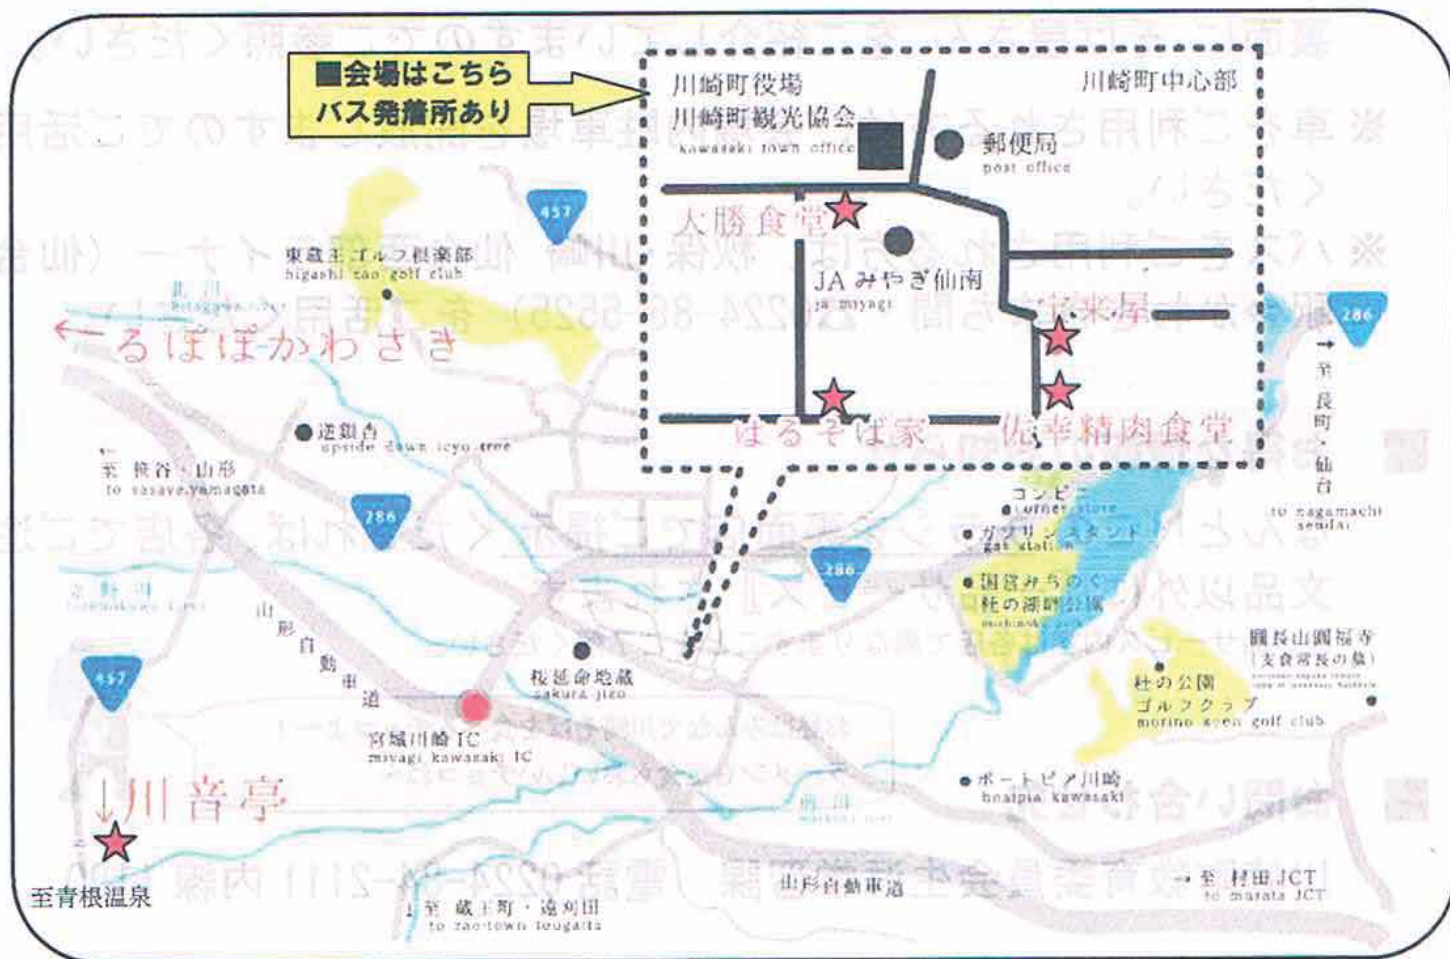 ■会場はこちら
バス発着所あり
川崎町役場
川崎町観光協会
kawasaki town office
川崎町中心部
郵便局
post office
大勝食堂
JAみやぎ仙南
ja miyagi
はるそば家
佐幸精肉食堂
457
東蔵王ゴルフ倶楽部
higashi zao golf club
北川
←るぽぽかわさき
286
→至長町・仙台
to nagamachi
sendai
逆銀杏
upside down icyo tree
←
至 笹谷・山形
to sasaya.yamagata
286
コンビニ
corner store
ガソリンスタンド
gas station
国営みちのく
杜の湖畔公園
286
山形自動車道
457
桜延命地蔵
sakura jizo
宮城川崎 IC
miyagi kawasaki IC
圓長山圓福寺
杜の公園
ゴルフクラブ
morino koen golf club
ボートピア川崎
boatpia kawasaki
↓川音亭
至青根温泉
↓至 蔵王町・遠刈田
to zao-town tougatta
山形自動車道
→ 至 村田 JCT
to murata JCT